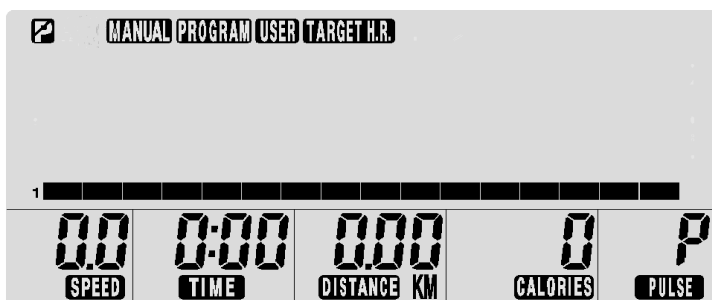 MANUAL PROGRAM USER TARGET H.R.
1
0.0 0:00 0.00 0 P
SPEED TIME DISTANCE KM CALORIES PULSE